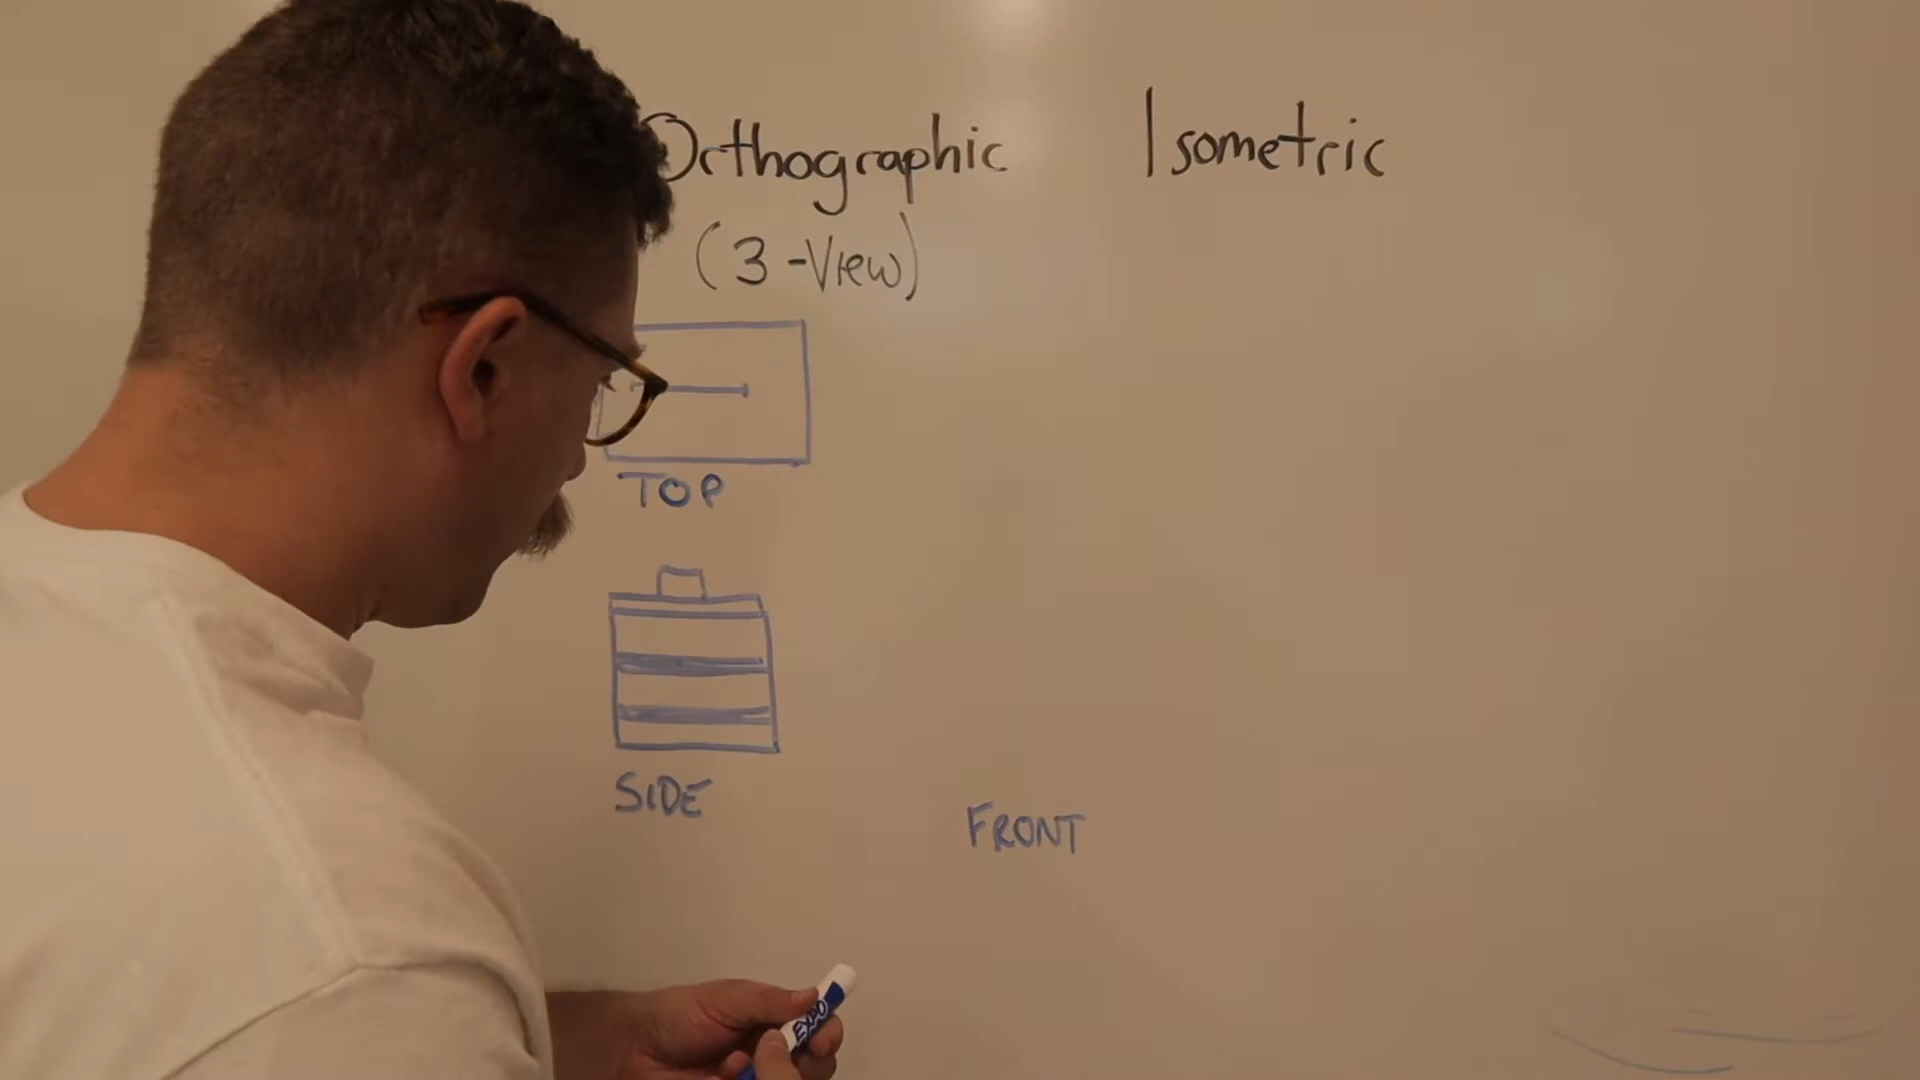 Orthographic
Isometric
(3-View)
TOP
SIDE
FRONT
EXPO